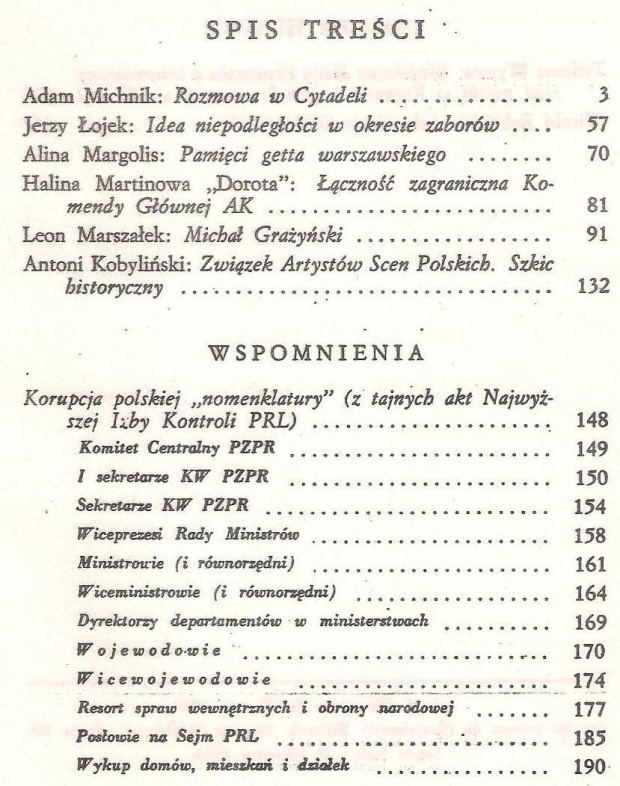 SPIS TREŚCI
Adam Michnik: Rozmowa w Cytadeli .................. 3
Jerzy Łojek: Idea niepodległości w okresie zaborów .... 57
Alina Margolis: Pamięci getta warszawskiego ........ 70
Halina Martinowa „Dorota”: Łączność zagraniczna Ko-
mendy Głównej AK ........................... 81
Leon Marszałek: Michał Grażyński .................. 91
Antoni Kobyliński: Związek Artystów Scen Polskich. Szkic
historyczny .................................. 132
WSPOMNIENIA
Korupcja polskiej „nomenklatury” (z tajnych akt Najwyż-
szej Izby Kontroli PRL) ....................... 148
Komitet Centralny PZPR ......................... 149
I sekretarze KW PZPR .......................... 150
Sekretarze KW PZPR ........................... 154
Wiceprezesi Rady Ministrów ....................... 158
Ministrowie (i równorzędni) ...................... 161
Wiceministrowie (i równorzędni) .................... 164
Dyrektorzy departamentów w ministerstwach ............ 169
Wojewodowie ............................ 170
Wicewojewodowie ........................ 174
Resort spraw wewnętrznych i obrony narodowej ....... 177
Posłowie na Sejm PRL .......................... 185
Wykup domów, mieszkań i działek ................ 190